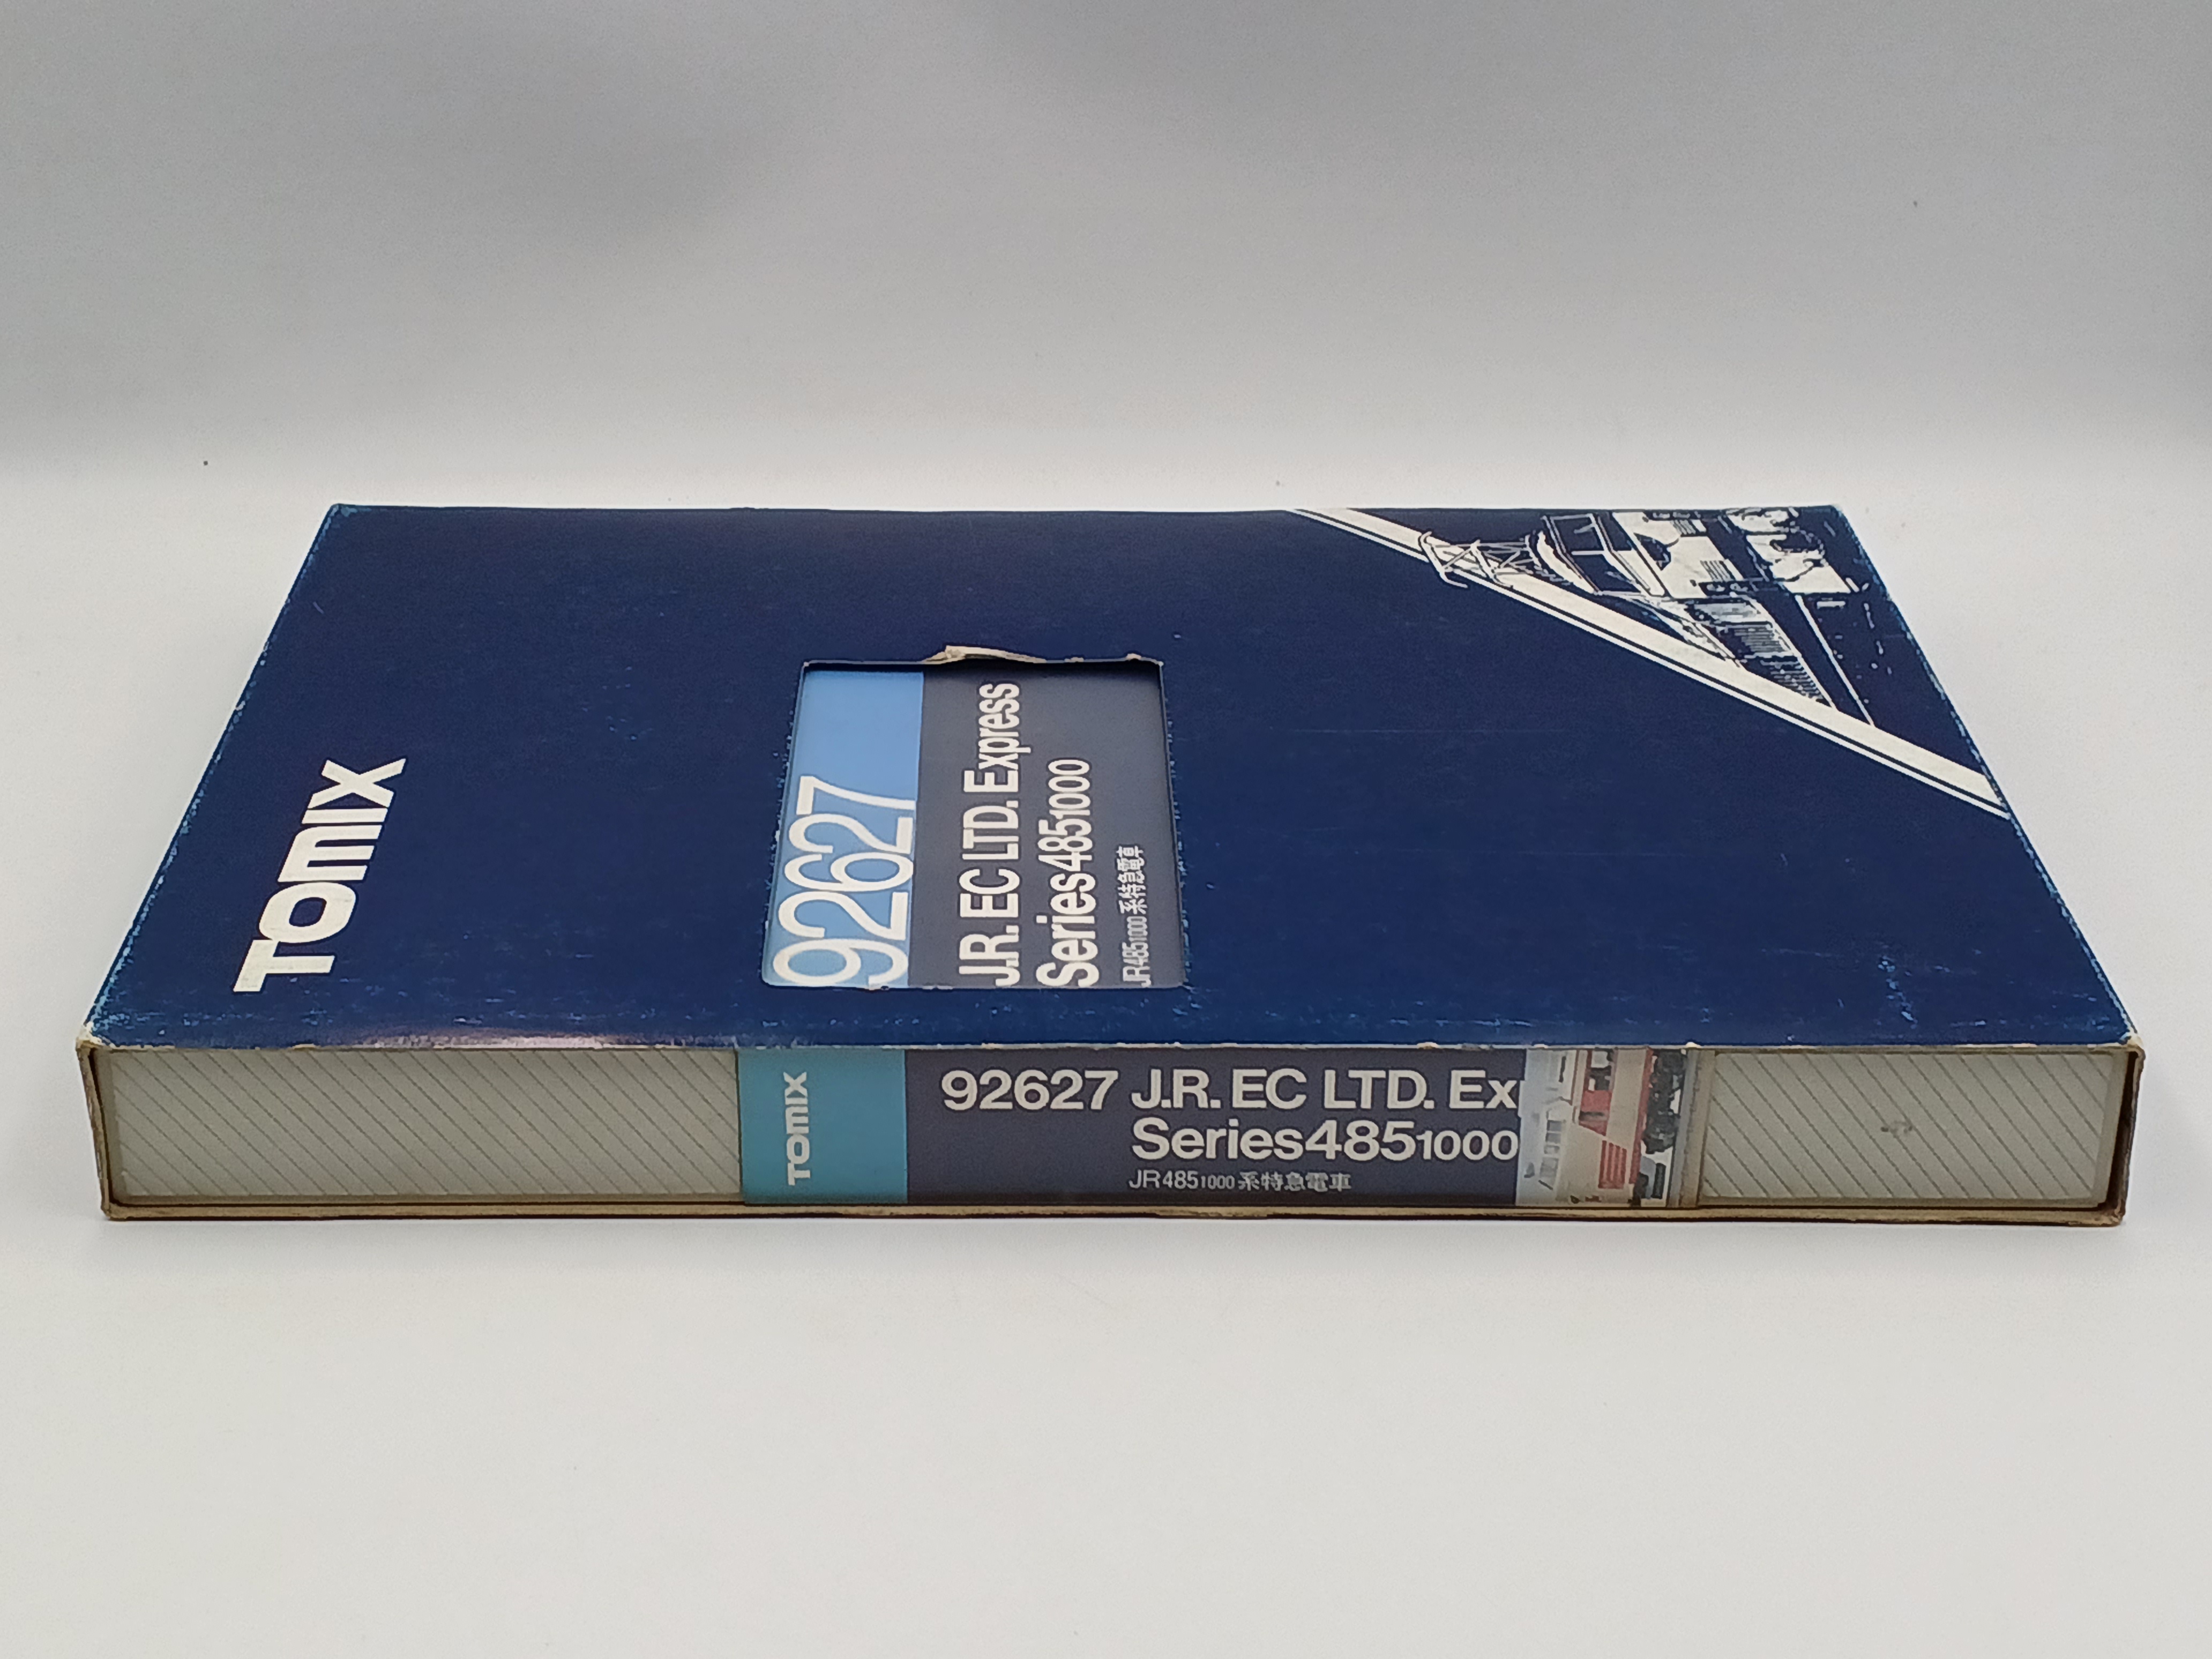 TOMIX
92627
J.R. EC LTD. Express
Series4851000
JR4851000系特急電車
TOMIX
92627 J.R. EC LTD. Ex
Series4851000
JR4851000系特急電車